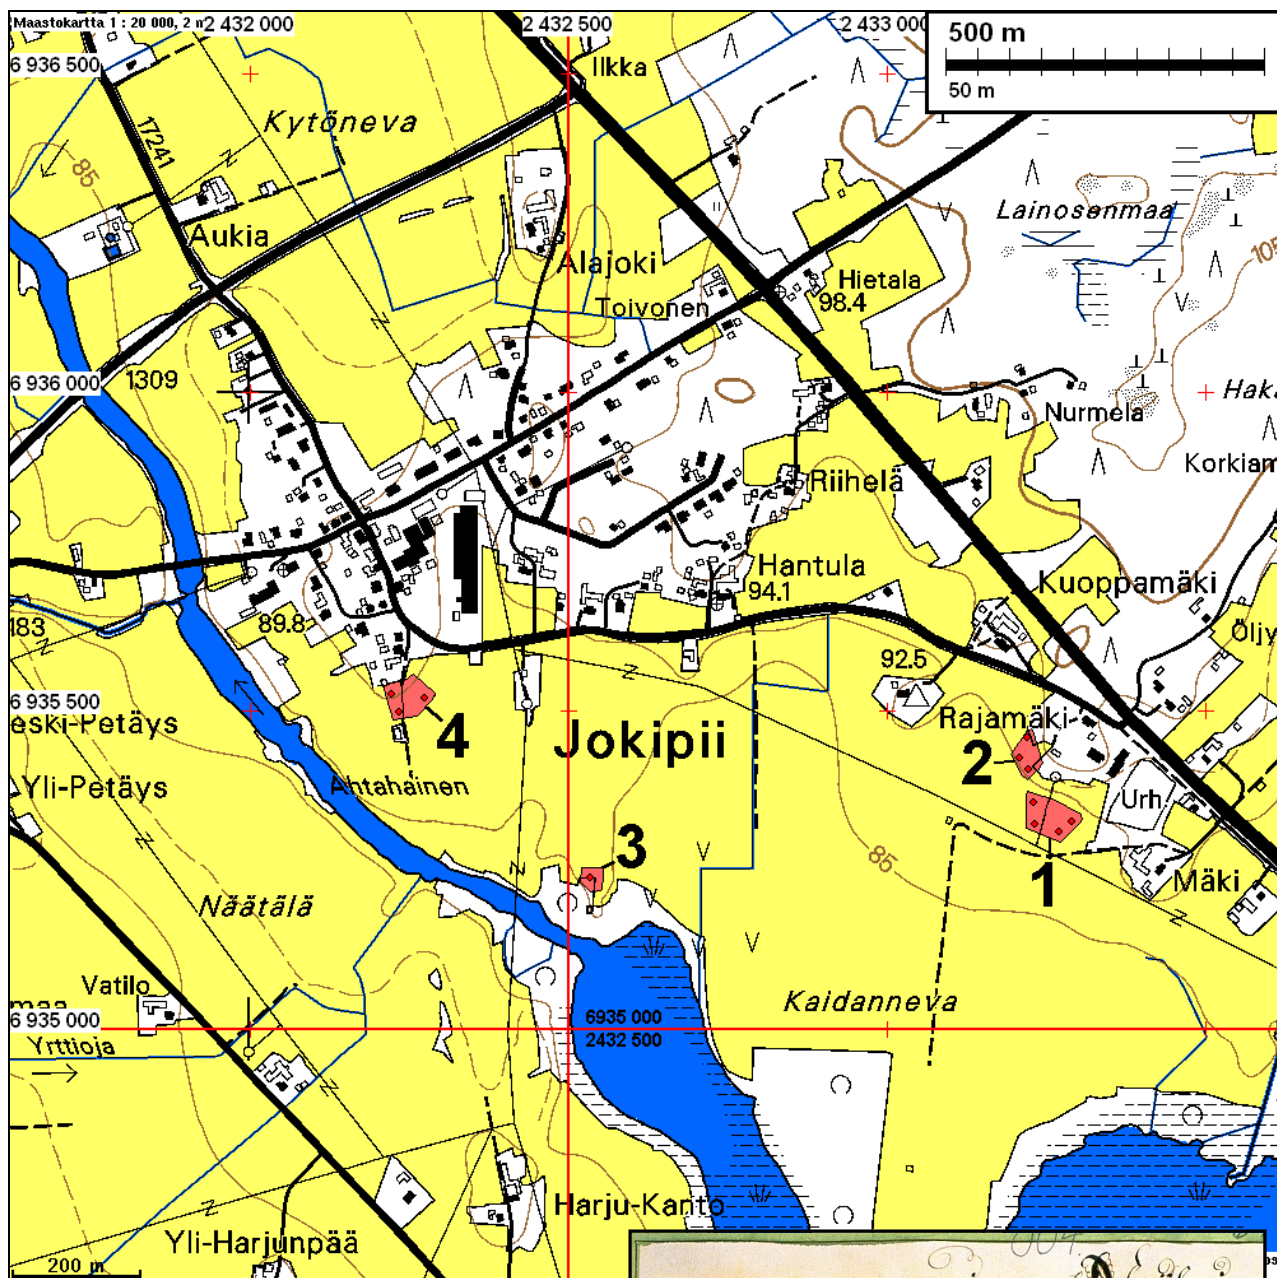 Maastokartta 1 : 20 000, 2 m
2 432 000
2 432 500
2 433 000
500 m
50 m
6 936 500
Ilkka
Kytöneva
17241
85
Lainosenmaa
Aukia
Alajoki
Hietala
98.4
105
Toivonen
1309
6 936 000
Nurmela
Haka
Korkiam
Riihelä
Hantula
94.1
Kuoppamäki
183
89.8
Öljy
92.5
6 935 500
eski-Petäys
4
Jokipii
Rajamäki
2
Yli-Petäys
Ahtahainen
Urh.
3
85
1
Mäki
Näätälä
Vatilo
Kaidanneva
maa
6 935 000
6935 000
2432 500
Yrttioja
Harju-Kanto
Yli-Harjunpää
004.
200 m